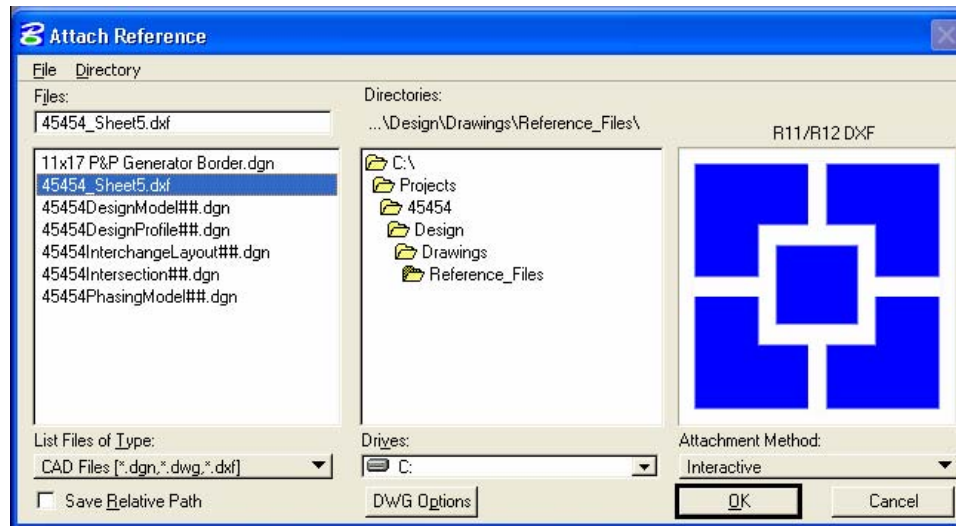 Attach Reference
File Directory
Files:
45454_Sheet5.dxf
11x17 P&P Generator Border.dgn
45454_Sheet5.dxf
45454DesignModel##.dgn
45454DesignProfile##.dgn
45454InterchangeLayout##.dgn
45454Intersection##.dgn
45454PhasingModel##.dgn
List Files of Type:
CAD Files [*.dgn,*.dwg,*.dxf]
Save Relative Path
Directories:
...\Design\Drawings\Reference_Files\
C:\
Projects
45454
Design
Drawings
Reference_Files
Drives:
C:
DWG Options
R11/R12 DXF
Attachment Method:
Interactive
OK Cancel